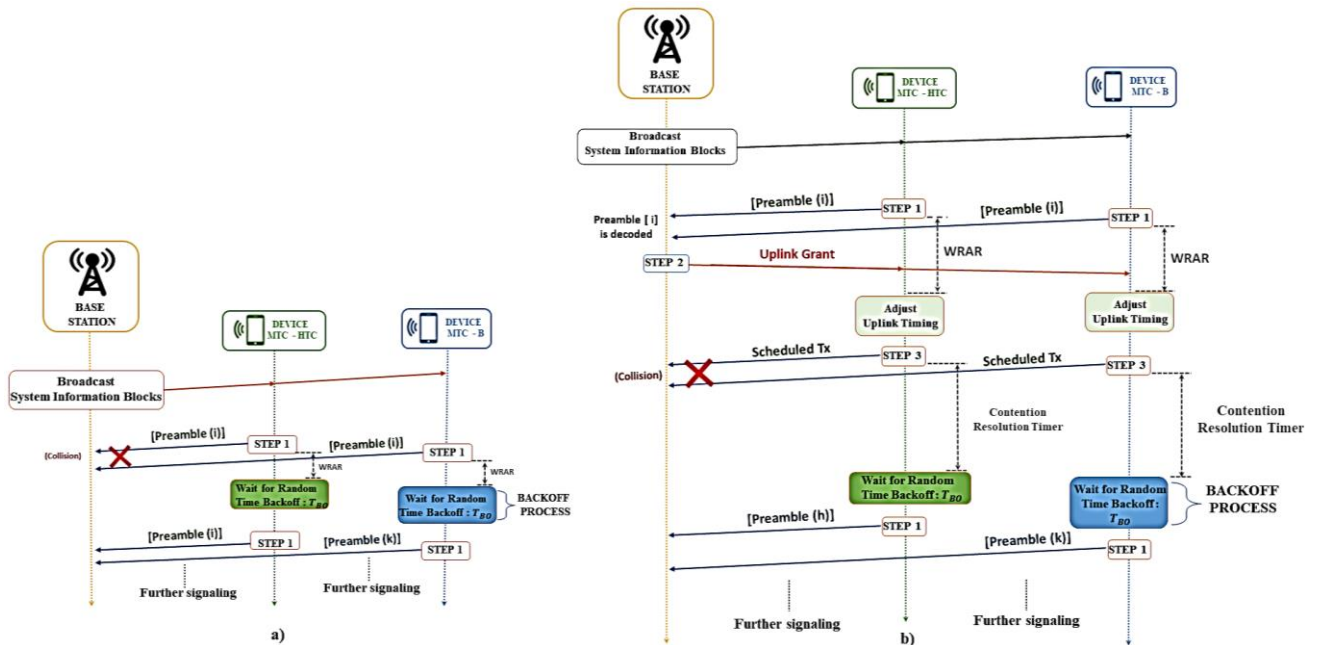 BASE
STATION
DEVICE
MTC - HTC
DEVICE
MTC - B
Broadcast
System Information Blocks
[Preamble (i)]
STEP 1
[Preamble (i)]
STEP 1
(Collision)
WRAR
WRAR
Wait for Random
Time Backoff : T_BO
Wait for Random
Time Backoff : T_BO
BACKOFF
PROCESS
[Preamble (i)]
STEP 1
[Preamble (k)]
STEP 1
Further signaling
Further signaling
a)
BASE
STATION
DEVICE
MTC - HTC
DEVICE
MTC - B
Broadcast
System Information Blocks
[Preamble (i)]
STEP 1
[Preamble (i)]
STEP 1
Preamble [ i]
is decoded
WRAR
WRAR
STEP 2
Uplink Grant
Adjust
Uplink Timing
Adjust
Uplink Timing
Scheduled Tx
STEP 3
Scheduled Tx
STEP 3
(Collision)
Contention
Resolution Timer
Contention
Resolution Timer
Wait for Random
Time Backoff : T_BO
Wait for Random
Time Backoff :
T_BO
BACKOFF
PROCESS
[Preamble (h)]
STEP 1
[Preamble (k)]
STEP 1
Further signaling
Further signaling
b)